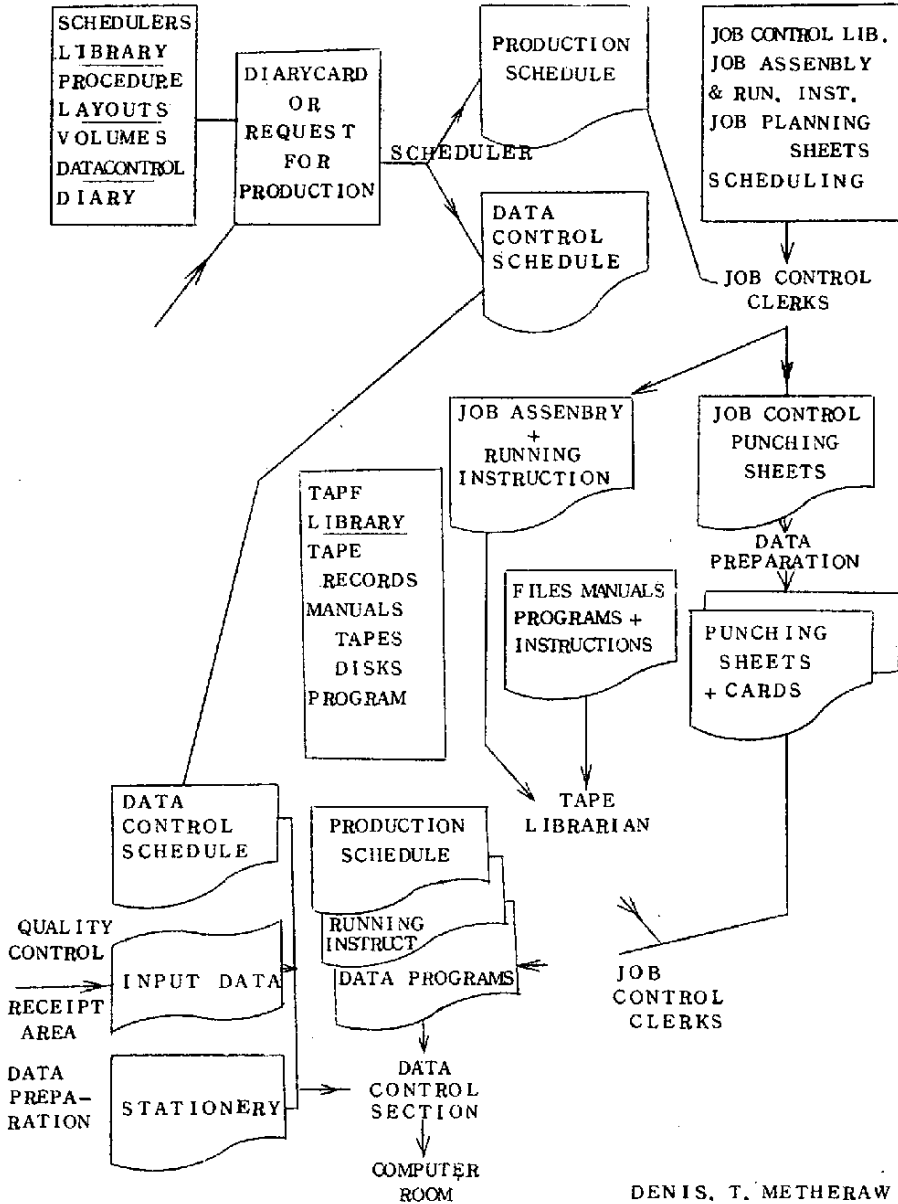 SCHEDULERS
LIBRARY
PROCEDURE
LAYOUTS
VOLUMES
DATACONTROL
DIARY
DIARYCARD
OR
REQUEST
FOR
PRODUCTION
SCHEDULER
PRODUCTION
SCHEDULE
DATA
CONTROL
SCHEDULE
JOB CONTROL LIB.
JOB ASSENBLY
& RUN. INST.
JOB PLANNING
SHEETS
SCHEDULING
JOB CONTROL
CLERKS
JOB ASSENBRY
+
RUNNING
INSTRUCTION
JOB CONTROL
PUNCHING
SHEETS
DATA
PREPARATION
TAPF
LIBRARY
TAPE
RECORDS
MANUALS
TAPES
DISKS
PROGRAM
FILES MANUALS
PROGRAMS +
INSTRUCTIONS
PUNCHING
SHEETS
+ CARDS
TAPE
LIBRARIAN
DATA
CONTROL
SCHEDULE
PRODUCTION
SCHEDULE
RUNNING
INSTRUCT
DATA PROGRAMS
QUALITY
CONTROL
INPUT DATA
RECEIPT
AREA
JOB
CONTROL
CLERKS
DATA
PREPA-
RATION
STATIONERY
DATA
CONTROL
SECTION
COMPUTER
ROOM
DENIS, T. METHERAW